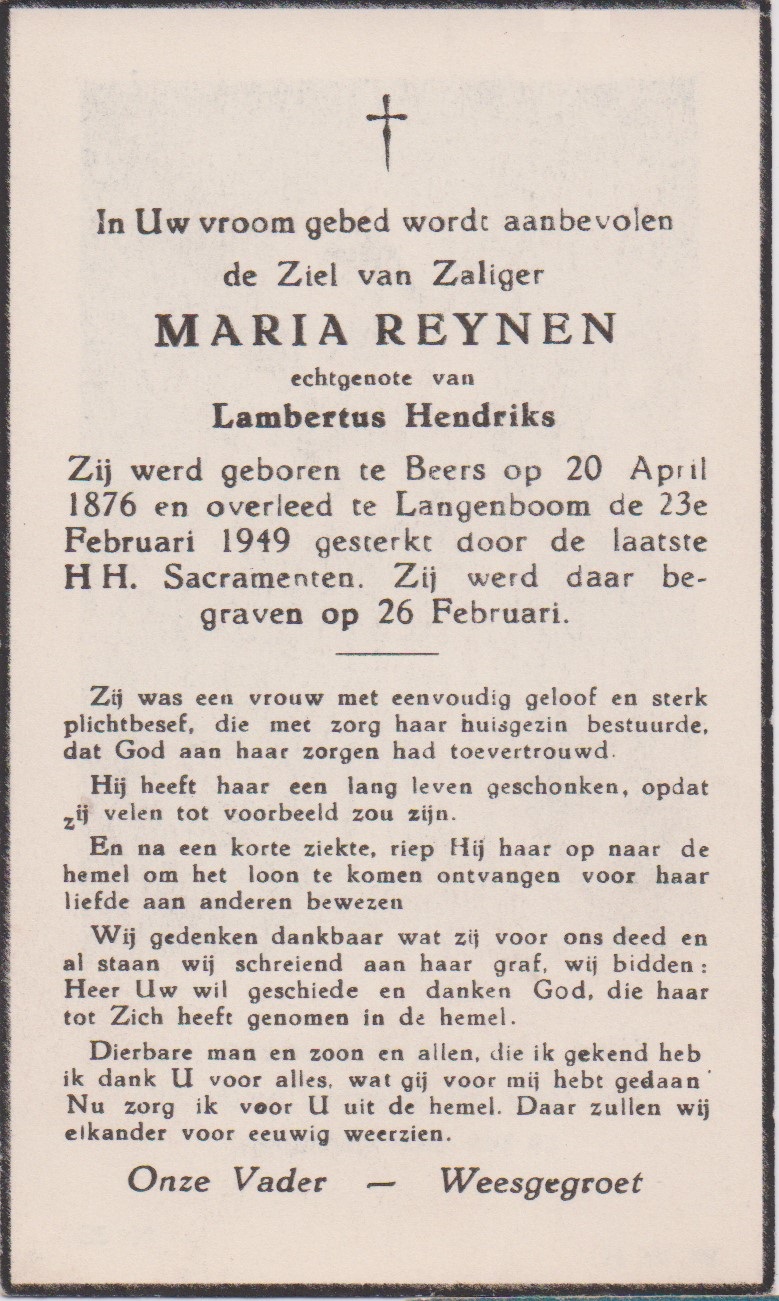 In Uw vroom gebed wordt aanbevolen
de Ziel van Zaliger
MARIA REYNEN
echtgenote van
Lambertus Hendriks
Zij werd geboren te Beers op 20 April
1876 en overleed te Langenboom de 23e
Februari 1949 gesterkt door de laatste
H H. Sacramenten. Zij werd daar be-
graven op 26 Februari.
Zij was een vrouw met eenvoudig geloof en sterk
plichtbesef, die met zorg haar huisgezin bestuurde,
dat God aan haar zorgen had toevertrouwd.
Hij heeft haar een lang leven geschonken, opdat
zij velen tot voorbeeld zou zijn.
En na een korte ziekte, riep Hij haar op naar de
hemel om het loon te komen ontvangen voor haar
liefde aan anderen bewezen
Wij gedenken dankbaar wat zij voor ons deed en
al staan wij schreiend aan haar graf, wij bidden :
Heer Uw wil geschiede en danken God, die haar
tot Zich heeft genomen in de hemel.
Dierbare man en zoon en allen, die ik gekend heb
ik dank U voor alles, wat gij voor mij hebt gedaan
Nu zorg ik voor U uit de hemel. Daar zullen wij
elkander voor eeuwig weerzien.
Onze Vader — Weesgegroet